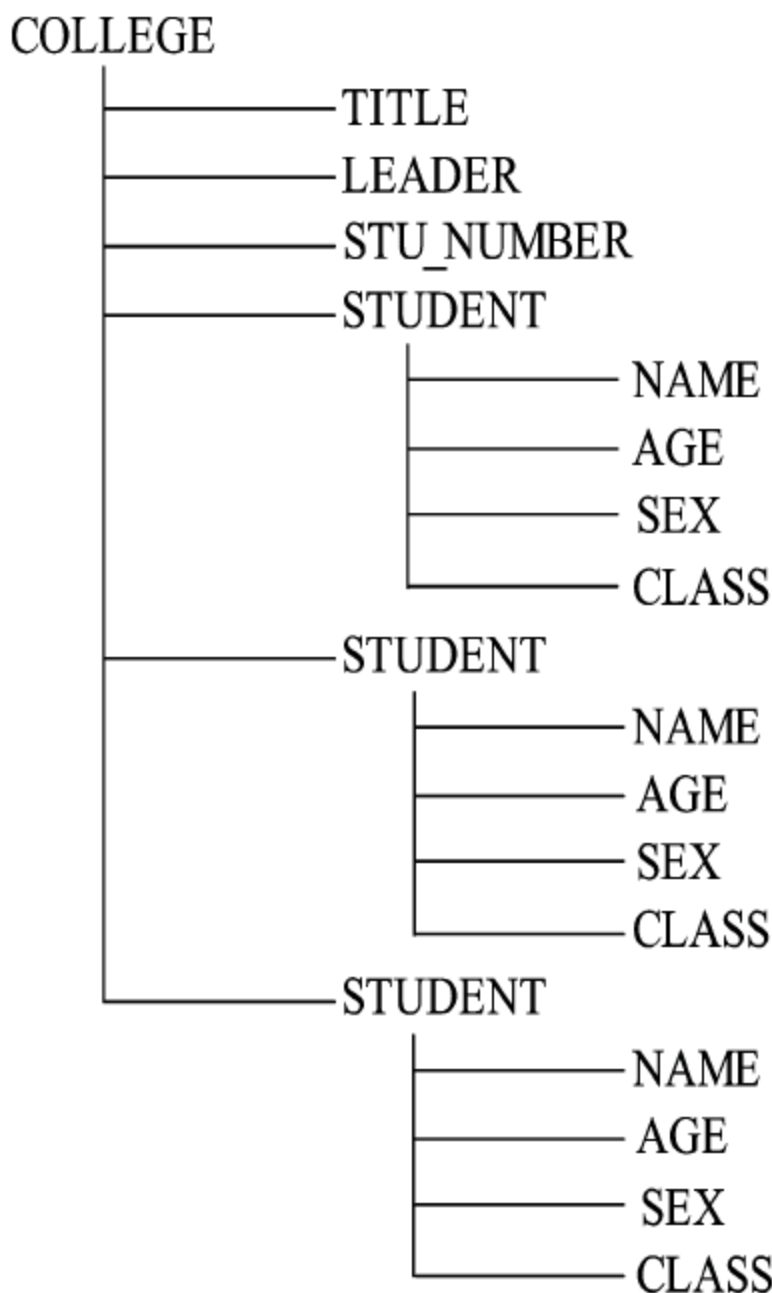 COLLEGE
TITLE
LEADER
STU_NUMBER
STUDENT
NAME
AGE
SEX
CLASS
STUDENT
NAME
AGE
SEX
CLASS
STUDENT
NAME
AGE
SEX
CLASS